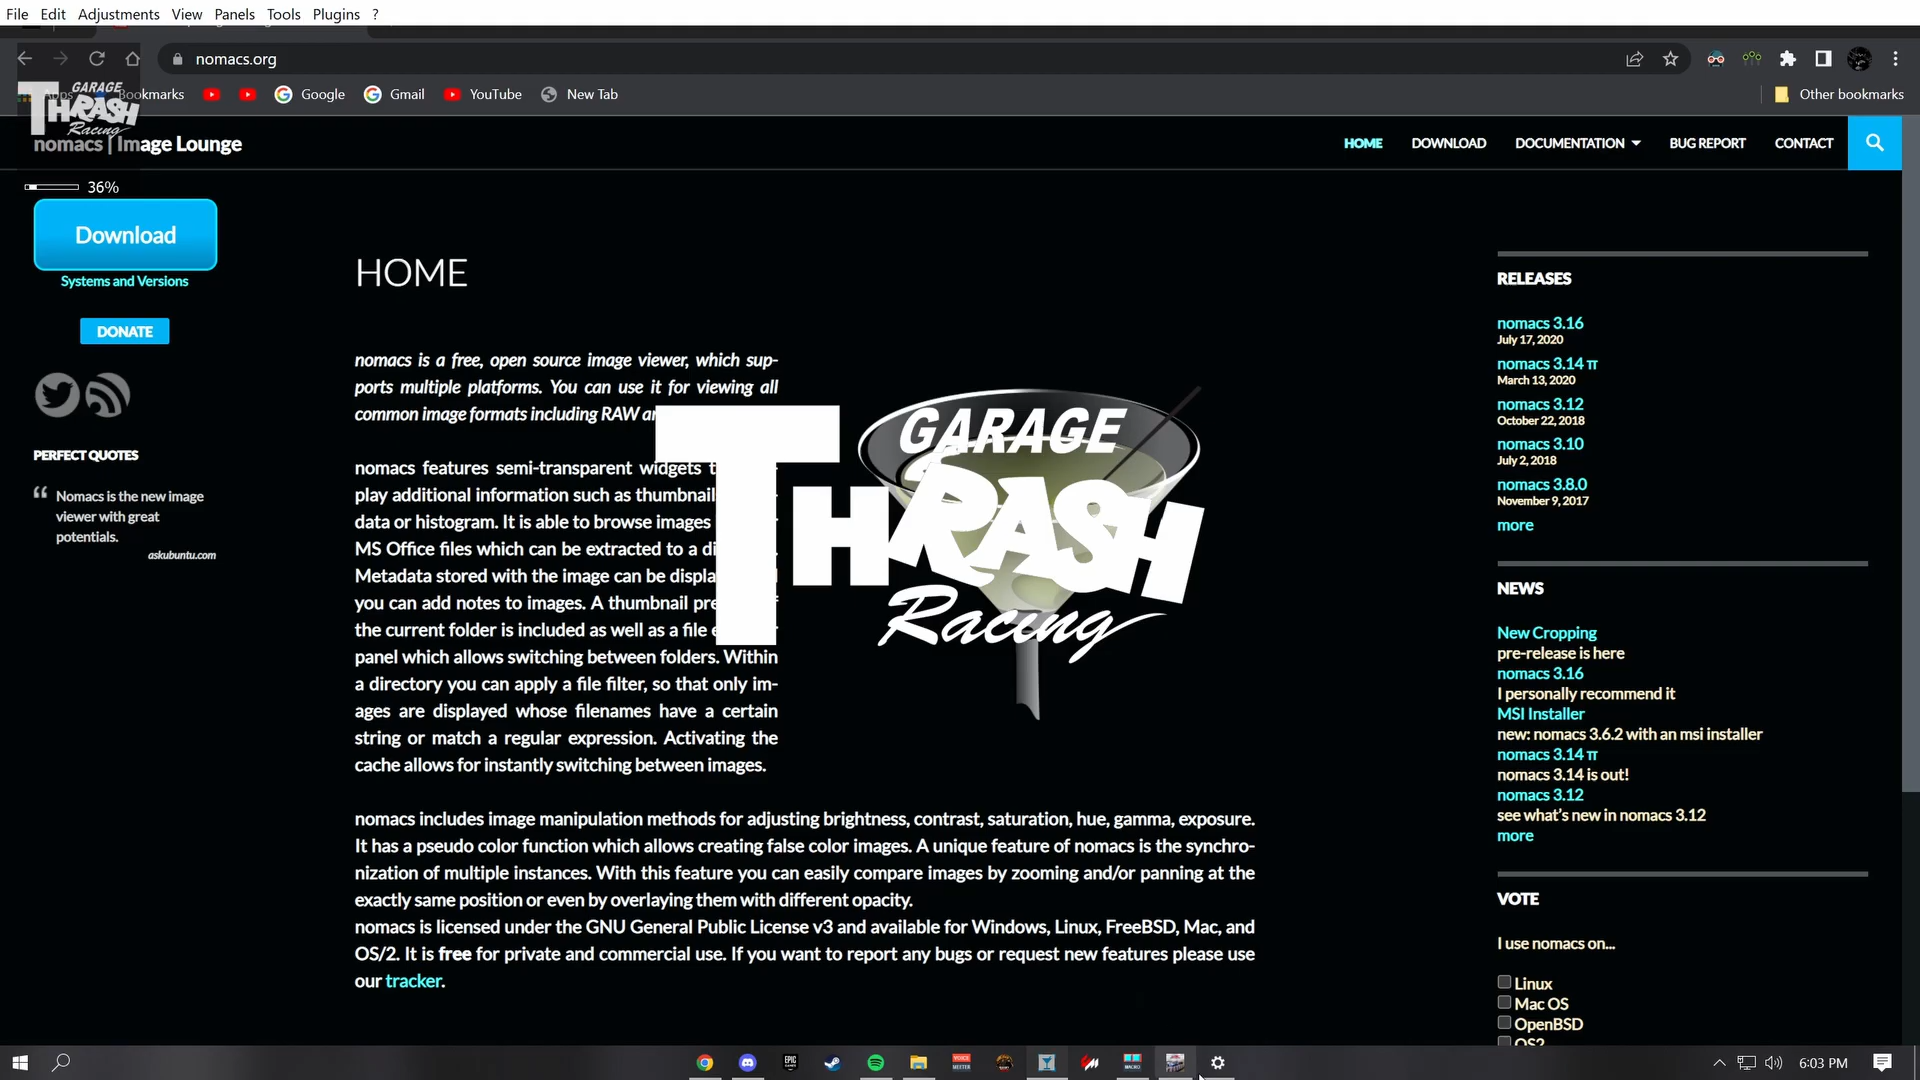 File Edit Adjustments View Panels Tools Plugins ?
nomacs.org
Bookmarks Google Gmail YouTube New Tab Other bookmarks
GARAGE
THRASH
Racing
nomacs | Image Lounge
HOME DOWNLOAD DOCUMENTATION BUG REPORT CONTACT
36%
Download
Systems and Versions
DONATE
PERFECT QUOTES
“ Nomacs is the new image
viewer with great
potentials.
askubuntu.com
HOME
nomacs is a free, open source image viewer, which sup-
ports multiple platforms. You can use it for viewing all
common image formats including RAW
nomacs features semi-transparent widgets
play additional information such as
data or histogram. It is able to browse images
MS Office files which can be extracted to a
Metadata stored with the image can be
you can add notes to images. A thumbnail
the current folder is included as well as a file
panel which allows switching between folders. Within
a directory you can apply a file filter, so that only im-
ages are displayed whose filenames have a certain
string or match a regular expression. Activating the
cache allows for instantly switching between images.
GARAGE
THRASH
Racing
nomacs includes image manipulation methods for adjusting brightness, contrast, saturation, hue, gamma, exposure.
It has a pseudo color function which allows creating false color images. A unique feature of nomacs is the synchro-
nization of multiple instances. With this feature you can easily compare images by zooming and/or panning at the
exactly same position or even by overlaying them with different opacity.
nomacs is licensed under the GNU General Public License v3 and available for Windows, Linux, FreeBSD, Mac, and
OS/2. It is free for private and commercial use. If you want to report any bugs or request new features please use
our tracker.
RELEASES
nomacs 3.16
July 17, 2020
nomacs 3.14 π
March 13, 2020
nomacs 3.12
October 22, 2018
nomacs 3.10
July 2, 2018
nomacs 3.8.0
November 9, 2017
more
NEWS
New Cropping
pre-release is here
nomacs 3.16
I personally recommend it
MSI Installer
new: nomacs 3.6.2 with an msi installer
nomacs 3.14 π
nomacs 3.14 is out!
nomacs 3.12
see what's new in nomacs 3.12
more
VOTE
I use nomacs on...
Linux
Mac OS
OpenBSD
OS2
6:03 PM